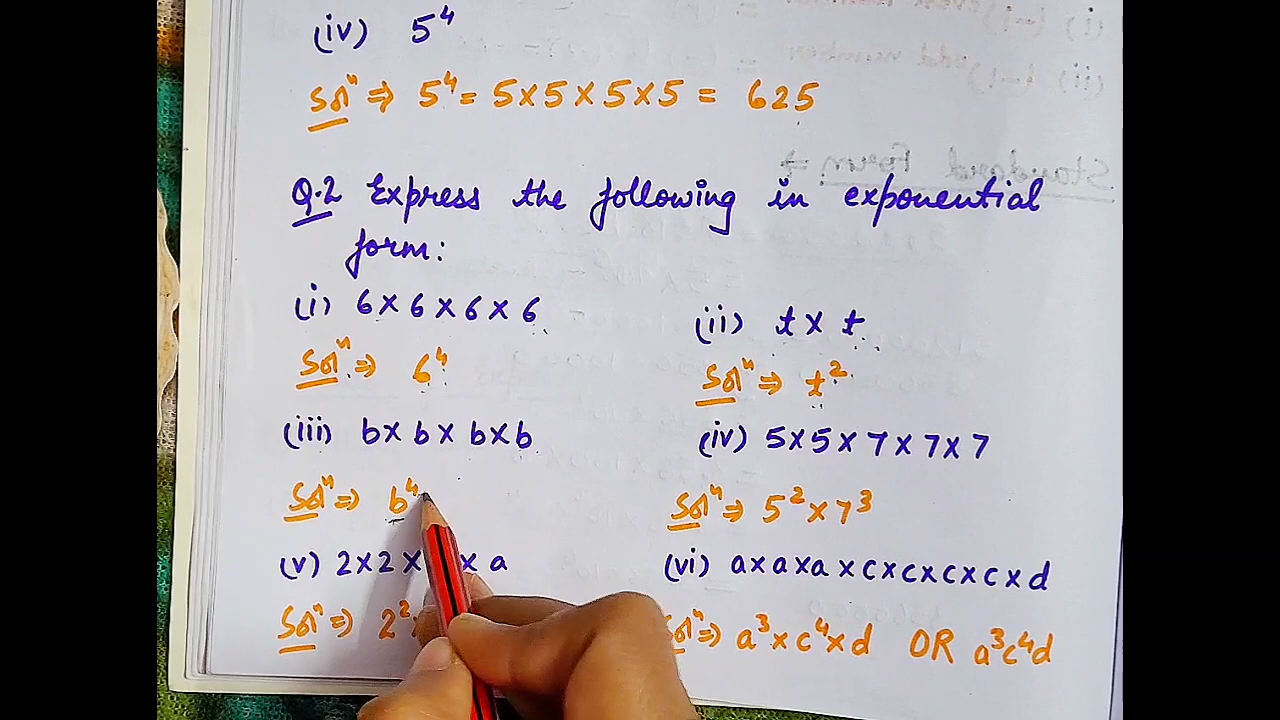 (iv) 5⁴
Solⁿ ⇒ 5⁴ = 5×5×5×5 = 625
Q.2 Express the following in exponential
form:
(i) 6×6×6×6
(ii) t×t
Solⁿ ⇒ 6⁴
Solⁿ ⇒ t²
(iii) b×b×b×b
(iv) 5×5×7×7×7
Solⁿ ⇒ b⁴
Solⁿ ⇒ 5²×7³
(v) 2×2× × a
(vi) a×a×a×c×c×c×c×d
Solⁿ ⇒ 2²
Solⁿ ⇒ a³×c⁴×d OR a³c⁴d